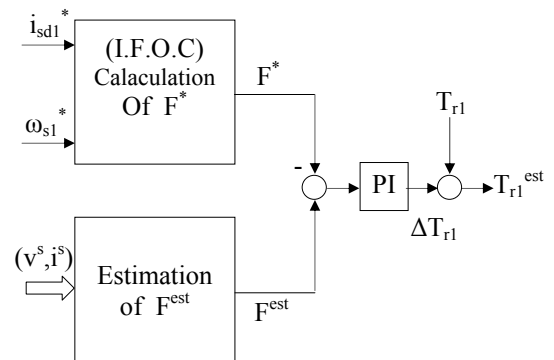 i_sd1*
ω_s1*
(I.F.O.C)
Calaculation
Of F*
F*
-
PI
T_r1
T_r1^est
ΔT_r1
(v^s,i^s)
Estimation
of F^est
F^est